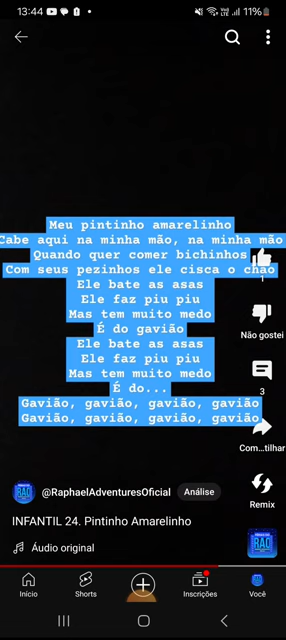 13:44
11%
Meu pintinho amarelinho
Cabe aqui na minha mão, na minha mão
Quando quer comer bichinhos
Com seus pezinhos ele cisca o chão
Ele bate as asas
Ele faz piu piu
Mas tem muito medo
É do gavião
Ele bate as asas
Ele faz piu piu
Mas tem muito medo
É do...
Gavião, gavião, gavião, gavião
Gavião, gavião, gavião, gavião
1
Não gostei
3
Com...tilhar
Remix
@RaphaelAdventuresOficial
Análise
INFANTIL 24. Pintinho Amarelinho
Áudio original
RAO
Início
Shorts
Inscrições
Você